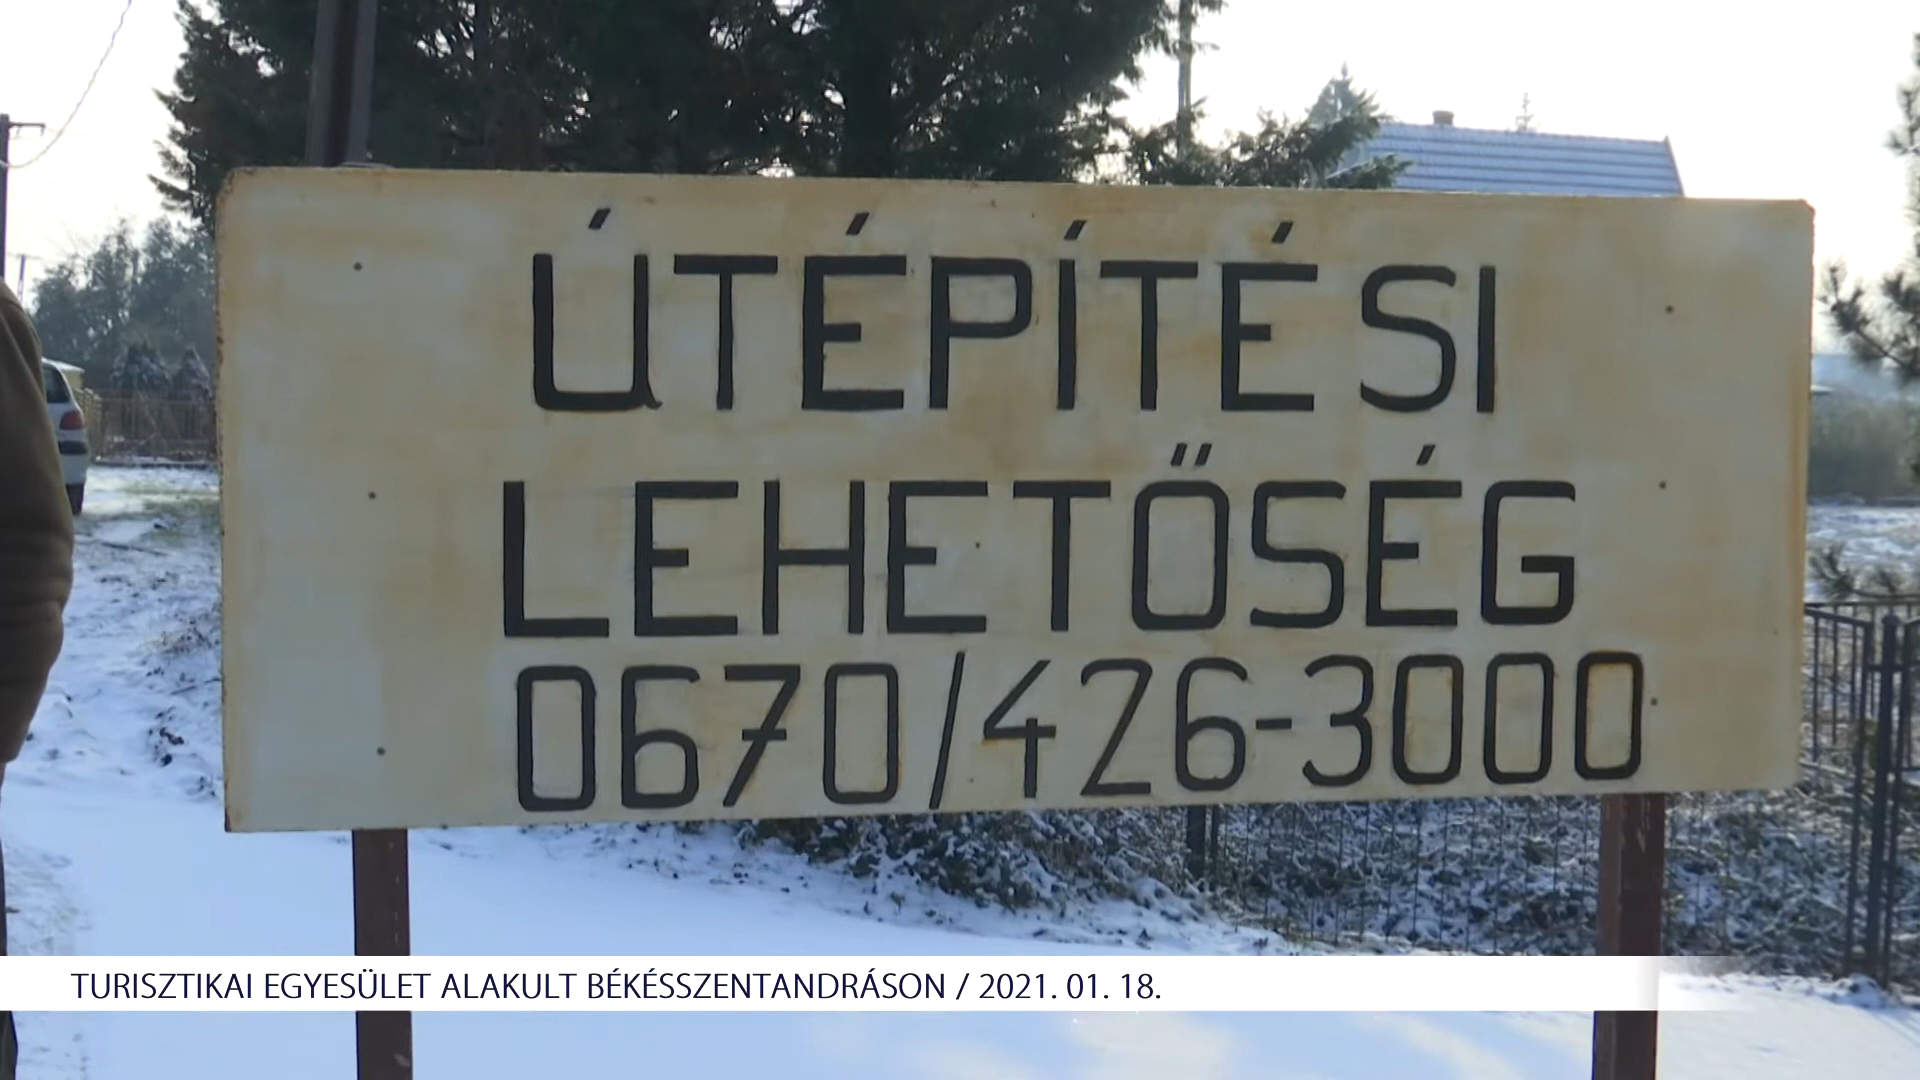 ÚTÉPÍTÉSI
LEHETŐSÉG
0670/426-3000
TURISZTIKAI EGYESÜLET ALAKULT BÉKÉSSZENTANDRÁSON / 2021. 01. 18.